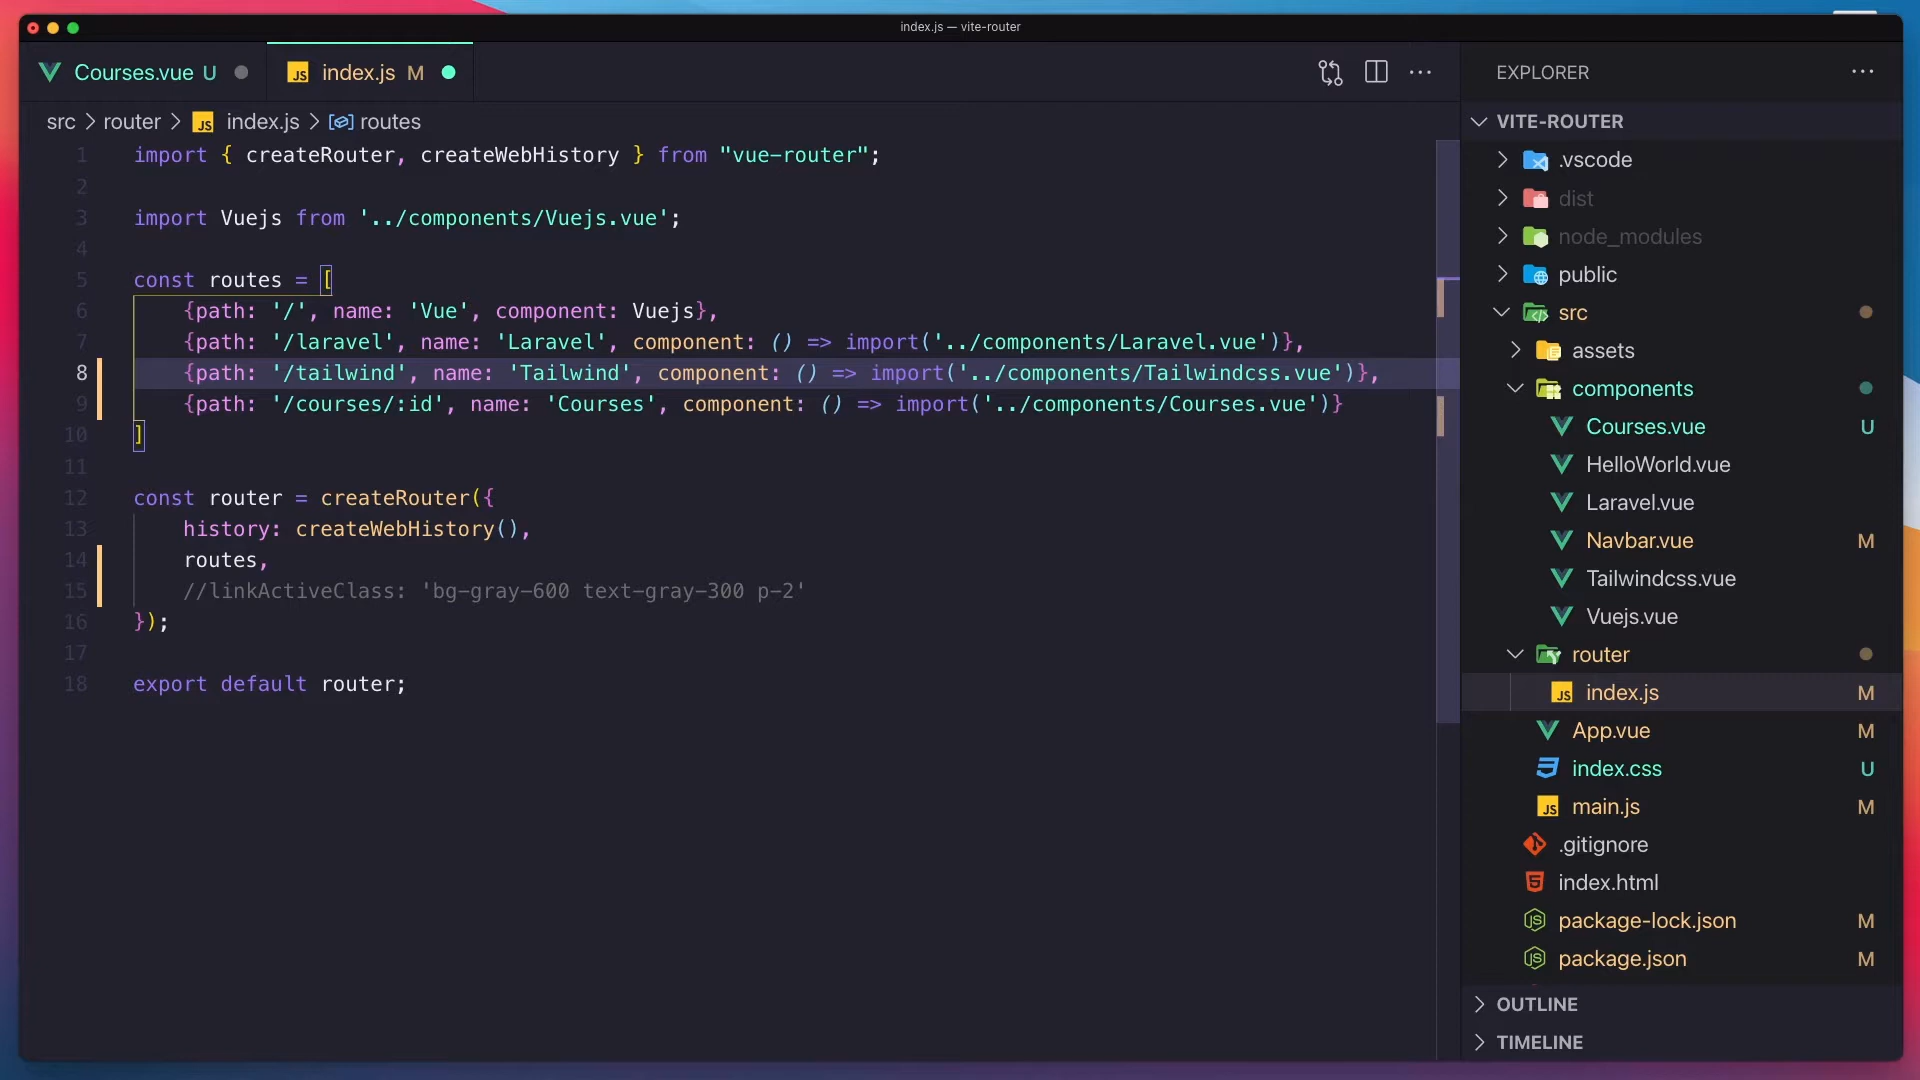 index.js — vite-router
Courses.vue U
JS index.js M
EXPLORER
src > router > JS index.js > routes
VITE-ROUTER
1 import { createRouter, createWebHistory } from "vue-router";
2
3 import Vuejs from '../components/Vuejs.vue';
4
5 const routes = [
6 {path: '/', name: 'Vue', component: Vuejs},
7 {path: '/laravel', name: 'Laravel', component: () => import('../components/Laravel.vue')},
8 {path: '/tailwind', name: 'Tailwind', component: () => import('../components/Tailwindcss.vue')},
9 {path: '/courses/:id', name: 'Courses', component: () => import('../components/Courses.vue')}
10 ]
11
12 const router = createRouter({
13 history: createWebHistory(),
14 routes,
15 //linkActiveClass: 'bg-gray-600 text-gray-300 p-2'
16 });
17
18 export default router;
.vscode
dist
node_modules
public
src
assets
components
Courses.vue U
HelloWorld.vue
Laravel.vue
Navbar.vue M
Tailwindcss.vue
Vuejs.vue
router
JS index.js M
App.vue M
index.css U
JS main.js M
.gitignore
5 index.html
JS package-lock.json M
JS package.json M
OUTLINE
TIMELINE